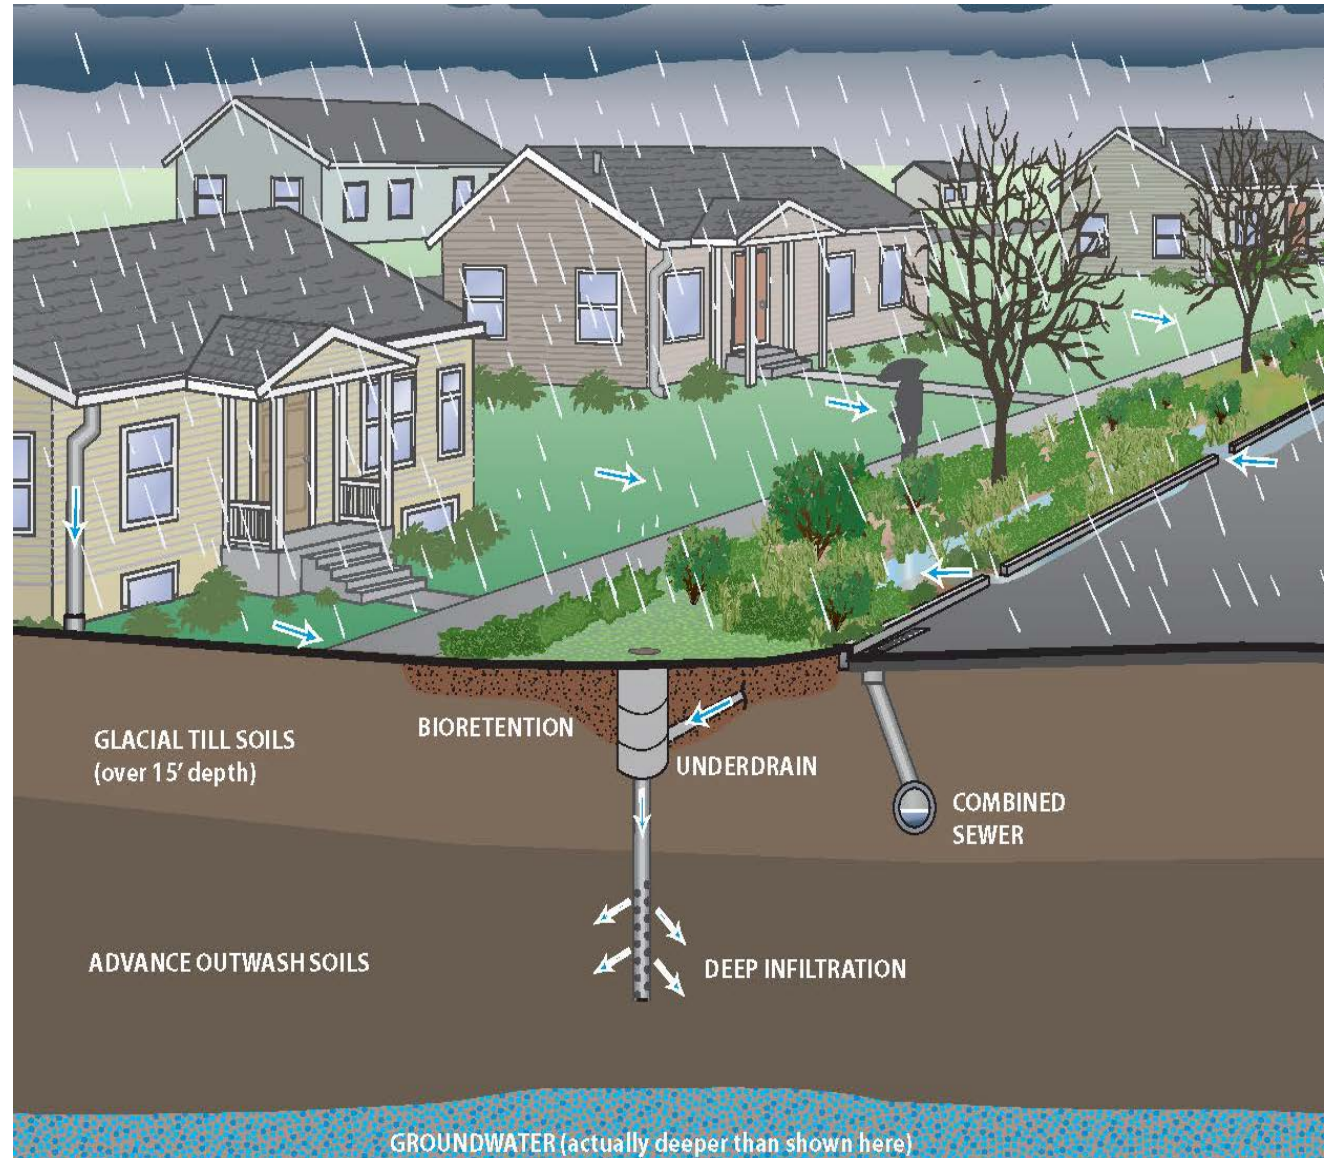 BIORETENTION
GLACIAL TILL SOILS
(over 15’ depth)
UNDERDRAIN
COMBINED
SEWER
ADVANCE OUTWASH SOILS
DEEP INFILTRATION
GROUNDWATER (actually deeper than shown here)